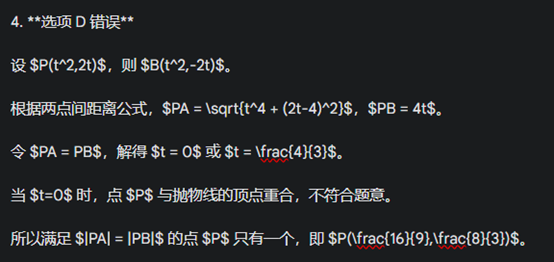 4. **选项 D 错误**
设 $P(t^2,2t)$，则 $B(t^2,-2t)$。
根据两点间距离公式，$PA = \sqrt{t^4 + (2t-4)^2}$，$PB = 4t$。
令 $PA = PB$，解得 $t = 0$ 或 $t = \frac{4}{3}$。
当 $t=0$ 时，点 $P$ 与抛物线的顶点重合，不符合题意。
所以满足 $|PA| = |PB|$ 的点 $P$ 只有一个，即 $P(\frac{16}{9},\frac{8}{3})$。